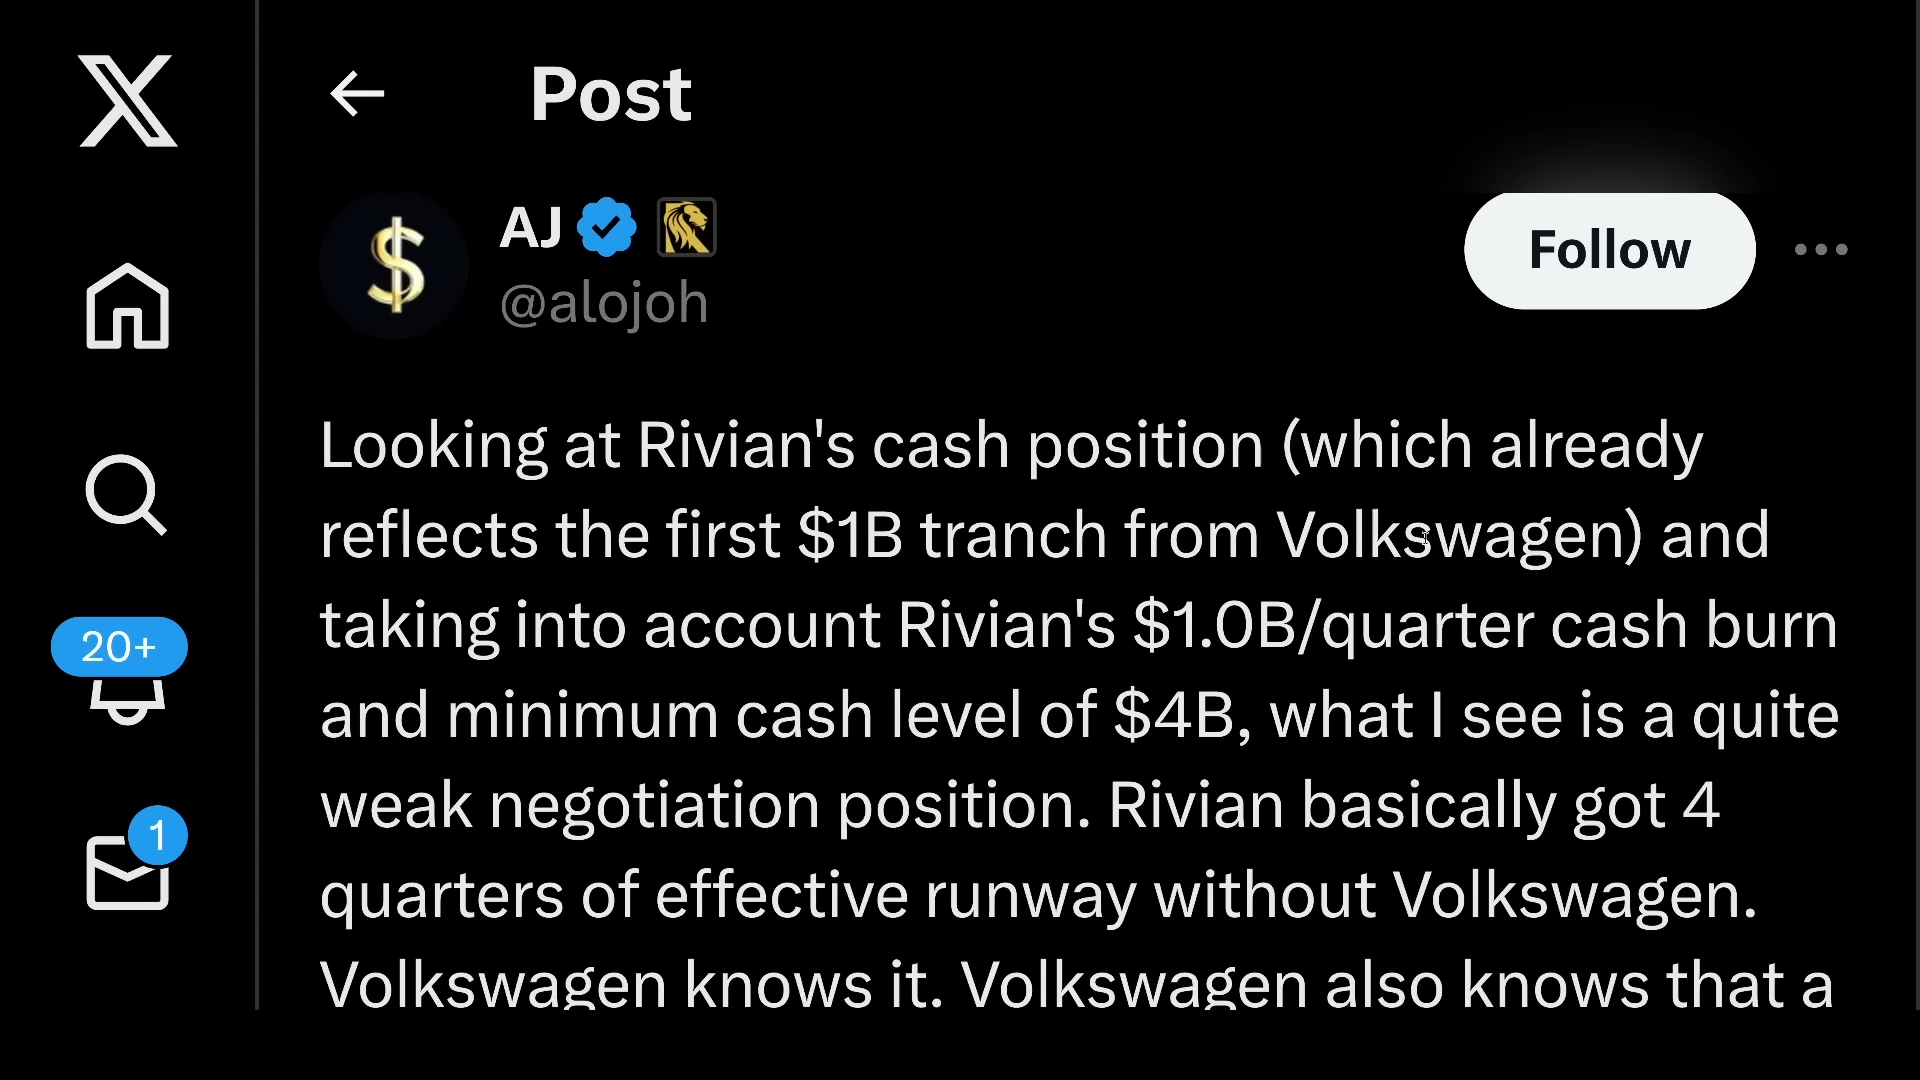 Post
AJ
@alojoh
Follow
Looking at Rivian's cash position (which already
reflects the first $1B tranch from Volkswagen) and
taking into account Rivian's $1.0B/quarter cash burn
and minimum cash level of $4B, what I see is a quite
weak negotiation position. Rivian basically got 4
quarters of effective runway without Volkswagen.
Volkswagen knows it. Volkswagen also knows that a
20+
1